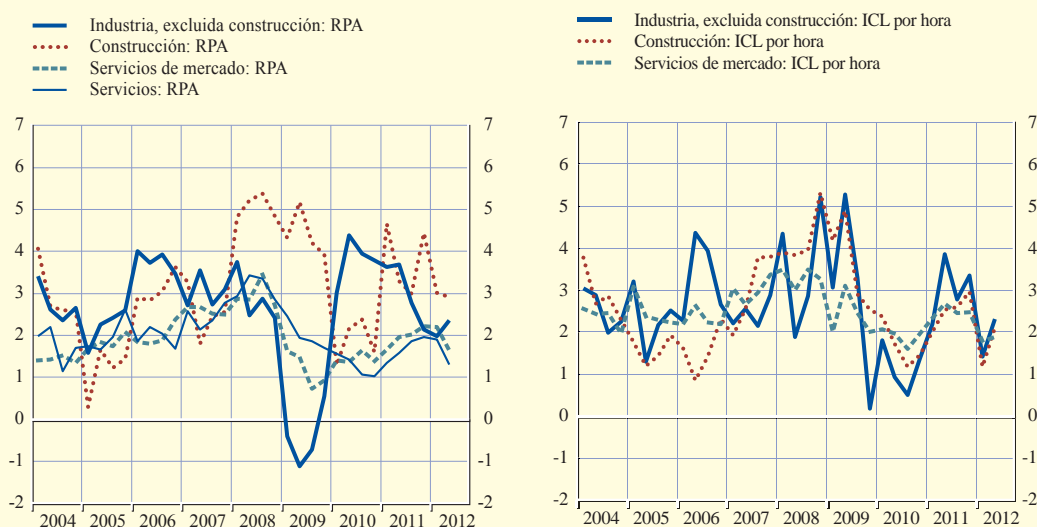 Industria, excluida construcción: RPA
Construcción: RPA
Servicios de mercado: RPA
Servicios: RPA
7 7
6 6
5 5
4 4
3 3
2 2
1 1
0 0
-1 -1
-2 -2
2004 2005 2006 2007 2008 2009 2010 2011 2012
Industria, excluida construcción: ICL por hora
Construcción: ICL por hora
Servicios de mercado: ICL por hora
7 7
6 6
5 5
4 4
3 3
2 2
1 1
0 0
-1 -1
-2 -2
2004 2005 2006 2007 2008 2009 2010 2011 2012